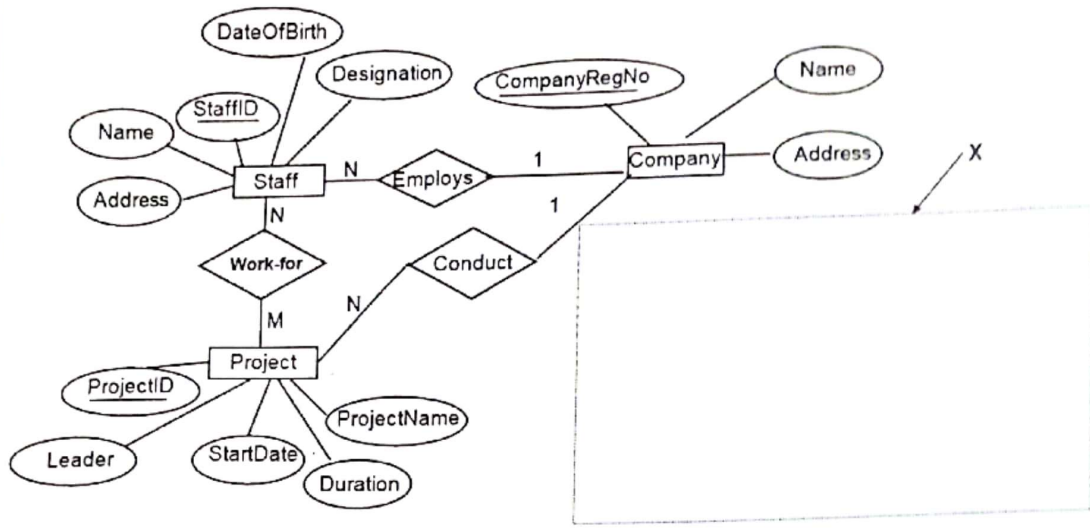 DateOfBirth
Designation
CompanyRegNo
Name
StaffID
Name
Address
Staff
N
Employs
1
Company
Address
X
N
1
Work-for
Conduct
N
M
Project
ProjectID
ProjectName
Leader
StartDate
Duration